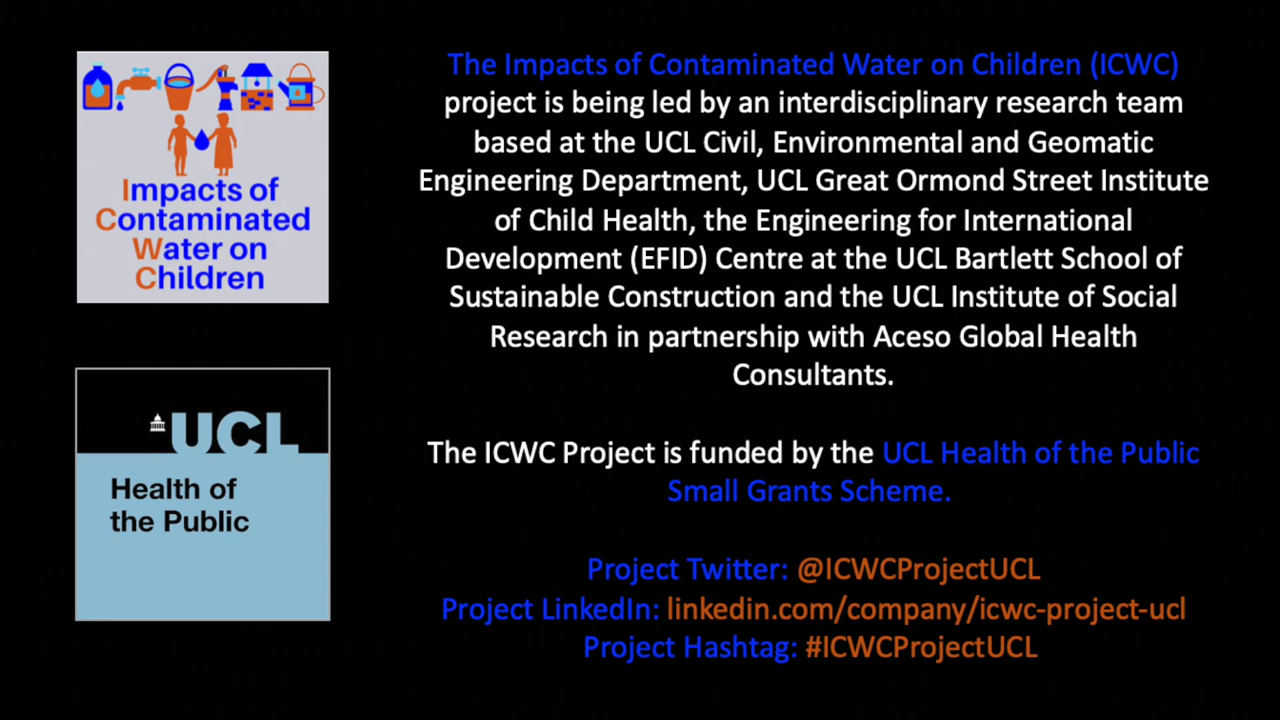 Impacts of
Contaminated
Water on
Children
UCL
Health of
the Public
The Impacts of Contaminated Water on Children (ICWC)
project is being led by an interdisciplinary research team
based at the UCL Civil, Environmental and Geomatic
Engineering Department, UCL Great Ormond Street Institute
of Child Health, the Engineering for International
Development (EFID) Centre at the UCL Bartlett School of
Sustainable Construction and the UCL Institute of Social
Research in partnership with Aceso Global Health
Consultants.
The ICWC Project is funded by the UCL Health of the Public
Small Grants Scheme.
Project Twitter: @ICWCProjectUCL
Project LinkedIn: linkedin.com/company/icwc-project-ucl
Project Hashtag: #ICWCProjectUCL